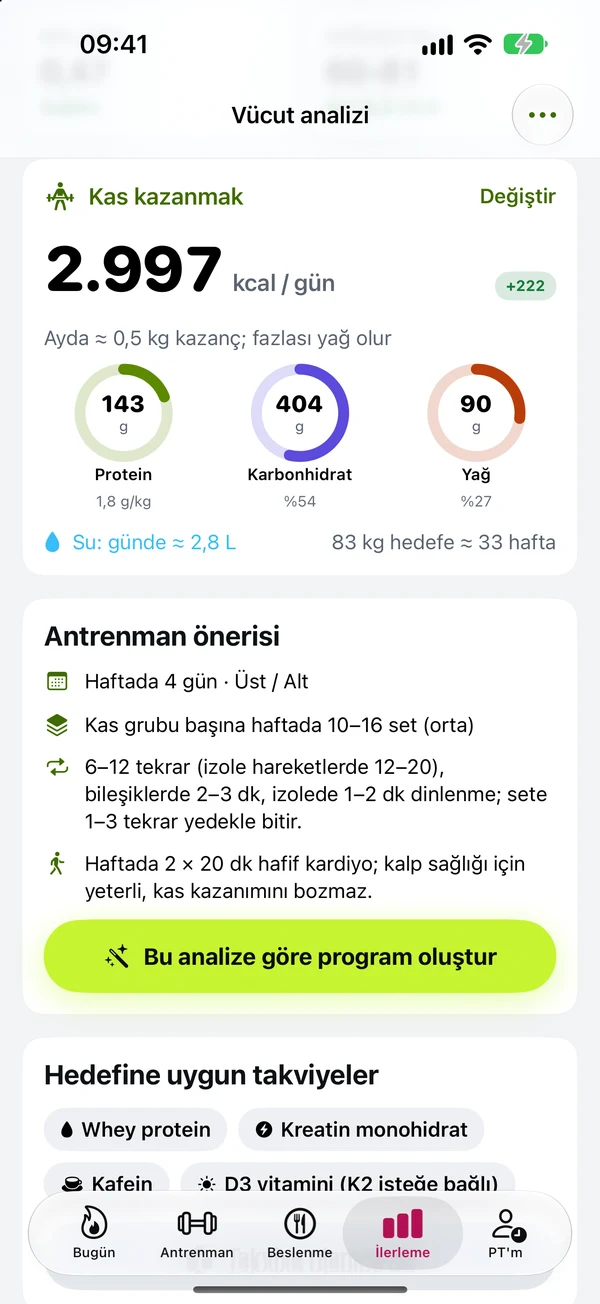 09:41
Vücut analizi
Kas kazanmak
Değiştir
2.997 kcal / gün
+222
Ayda ≈ 0,5 kg kazanç; fazlası yağ olur
143
g
Protein
1,8 g/kg
404
g
Karbonhidrat
%54
90
g
Yağ
%27
Su: günde ≈ 2,8 L
83 kg hedefe ≈ 33 hafta
Antrenman önerisi
Haftada 4 gün · Üst / Alt
Kas grubu başına haftada 10–16 set (orta)
6–12 tekrar (izole hareketlerde 12–20),
bileşiklerde 2–3 dk, izolede 1–2 dk dinlenme; sete
1–3 tekrar yedekle bitir.
Haftada 2 × 20 dk hafif kardiyo; kalp sağlığı için
yeterli, kas kazanımını bozmaz.
Bu analize göre program oluştur
Hedefine uygun takviyeler
Whey protein
Kreatin monohidrat
Kafein
D3 vitamini (K2 isteğe bağlı)
Bugün
Antrenman
Beslenme
İlerleme
PT'm